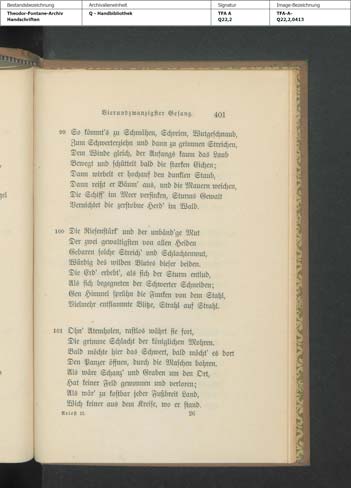 Bestandsbezeichnung
Archivalieneinheit
Signatur
Image-Bezeichnung
Theodor-Fontane-Archiv
Handschriften
Q - Handbibliothek
TFA A
Q22,2
TFA-A-
Q22,2,0413
Vierundzwanzigster Gesang.
401
99 So kömmt's zu Schmähen, Schreien, Wutgeschnaub,
Zum Schwerterziehn und dann zu grimmen Streichen,
Dem Winde gleich, der Anfangs kaum das Laub
Bewegt und schüttelt bald die starken Eichen;
Dann wirbelt er hochauf den dunklen Staub,
Dann reißt er Bäum' aus, und die Mauern weichen,
Die Schiff' im Meer versinken, Sturms Gewalt
Vernichtet die zerstobne Herd' im Wald.
100 Die Riesenstärk' und der unbänd'ge Mut
Der zwei gewaltigsten von allen Heiden
Gebaren solche Streich' und Schlachtenwut,
Würdig des wilden Blutes dieser beiden.
Die Erd' erbebt', als sich der Sturm entlud,
Als sich begegneten der Schwerter Schneiden;
Gen Himmel sprühn die Funken von dem Stahl,
Vielmehr entflammte Blitze, Strahl auf Strahl.
101 Ohn' Atemholen, rastlos währt sie fort,
Die grimme Schlacht der königlichen Mohren.
Bald möchte hier das Schwert, bald möcht' es dort
Den Panzer öffnen, durch die Maschen bohren.
Als wäre Schanz' und Graben um den Ort,
Hat keiner Feld gewonnen und verloren;
Als wär' zu kostbar jeder Fußbreit Land,
Wich keiner aus dem Kreise, wo er stand.
Ariost II.
26